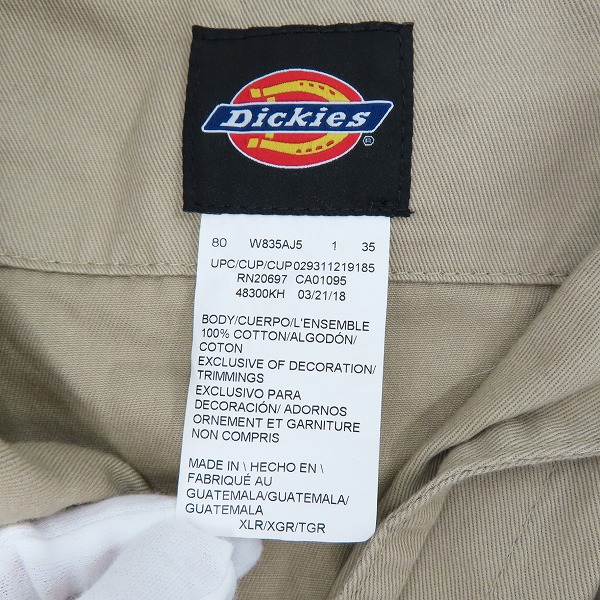 Dickies
®
80 W835AJ5 1 35
UPC/CUP/CUP029311219185
RN20697 CA01095
48300KH 03/21/18
BODY/CUERPO/L'ENSEMBLE
100% COTTON/ALGODÓN/
COTON
EXCLUSIVE OF DECORATION/
TRIMMINGS
EXCLUSIVO PARA
DECORACIÓN/ ADORNOS
ORNEMENT ET GARNITURE
NON COMPRIS
MADE IN \ HECHO EN \
FABRIQUÉ AU
GUATEMALA/GUATEMALA/
GUATEMALA
XLR/XGR/TGR